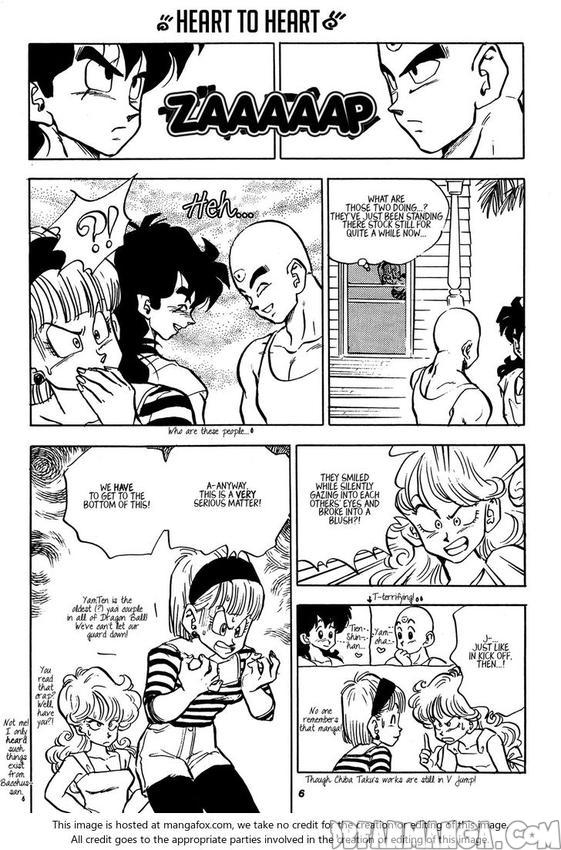 HEART TO HEART
ZAAAAAAP
WHAT ARE
THOSE TWO DOING...?
THEY'VE JUST BEEN STANDING
THERE STOCK STILL FOR
QUITE A WHILE NOW...
Heh...
?!
Who are these people...
THEY SMILED
WHILE SILENTLY
GAZING INTO EACH
OTHERS' EYES AND
BROKE INTO A
BLUSH?!
A-ANYWAY,
THIS IS A VERY
SERIOUS MATTER!
WE HAVE
TO GET TO THE
BOTTOM OF THIS!
YamTen is the
oldest (?) yaoi couple
in all of Dragon Ball!
We can't let our
guard down!
You
read
that
crap?
Well,
have
you?!
Not me!
I only
heard
such
things
exist
from
Bacchus-
san.
T-terrifying!
J-
JUST LIKE
IN KICK OFF,
THEN...?
Yam-
cha...
Tien-
Shin-
han...
No one
remembers
that manga!
Though Chiba Taku's works are still in V Jump!
6
This image is hosted at mangafox.com, we take no credit for the creation or editing of this image.
All credit goes to the appropriate parties involved in the creation or editing of this image.